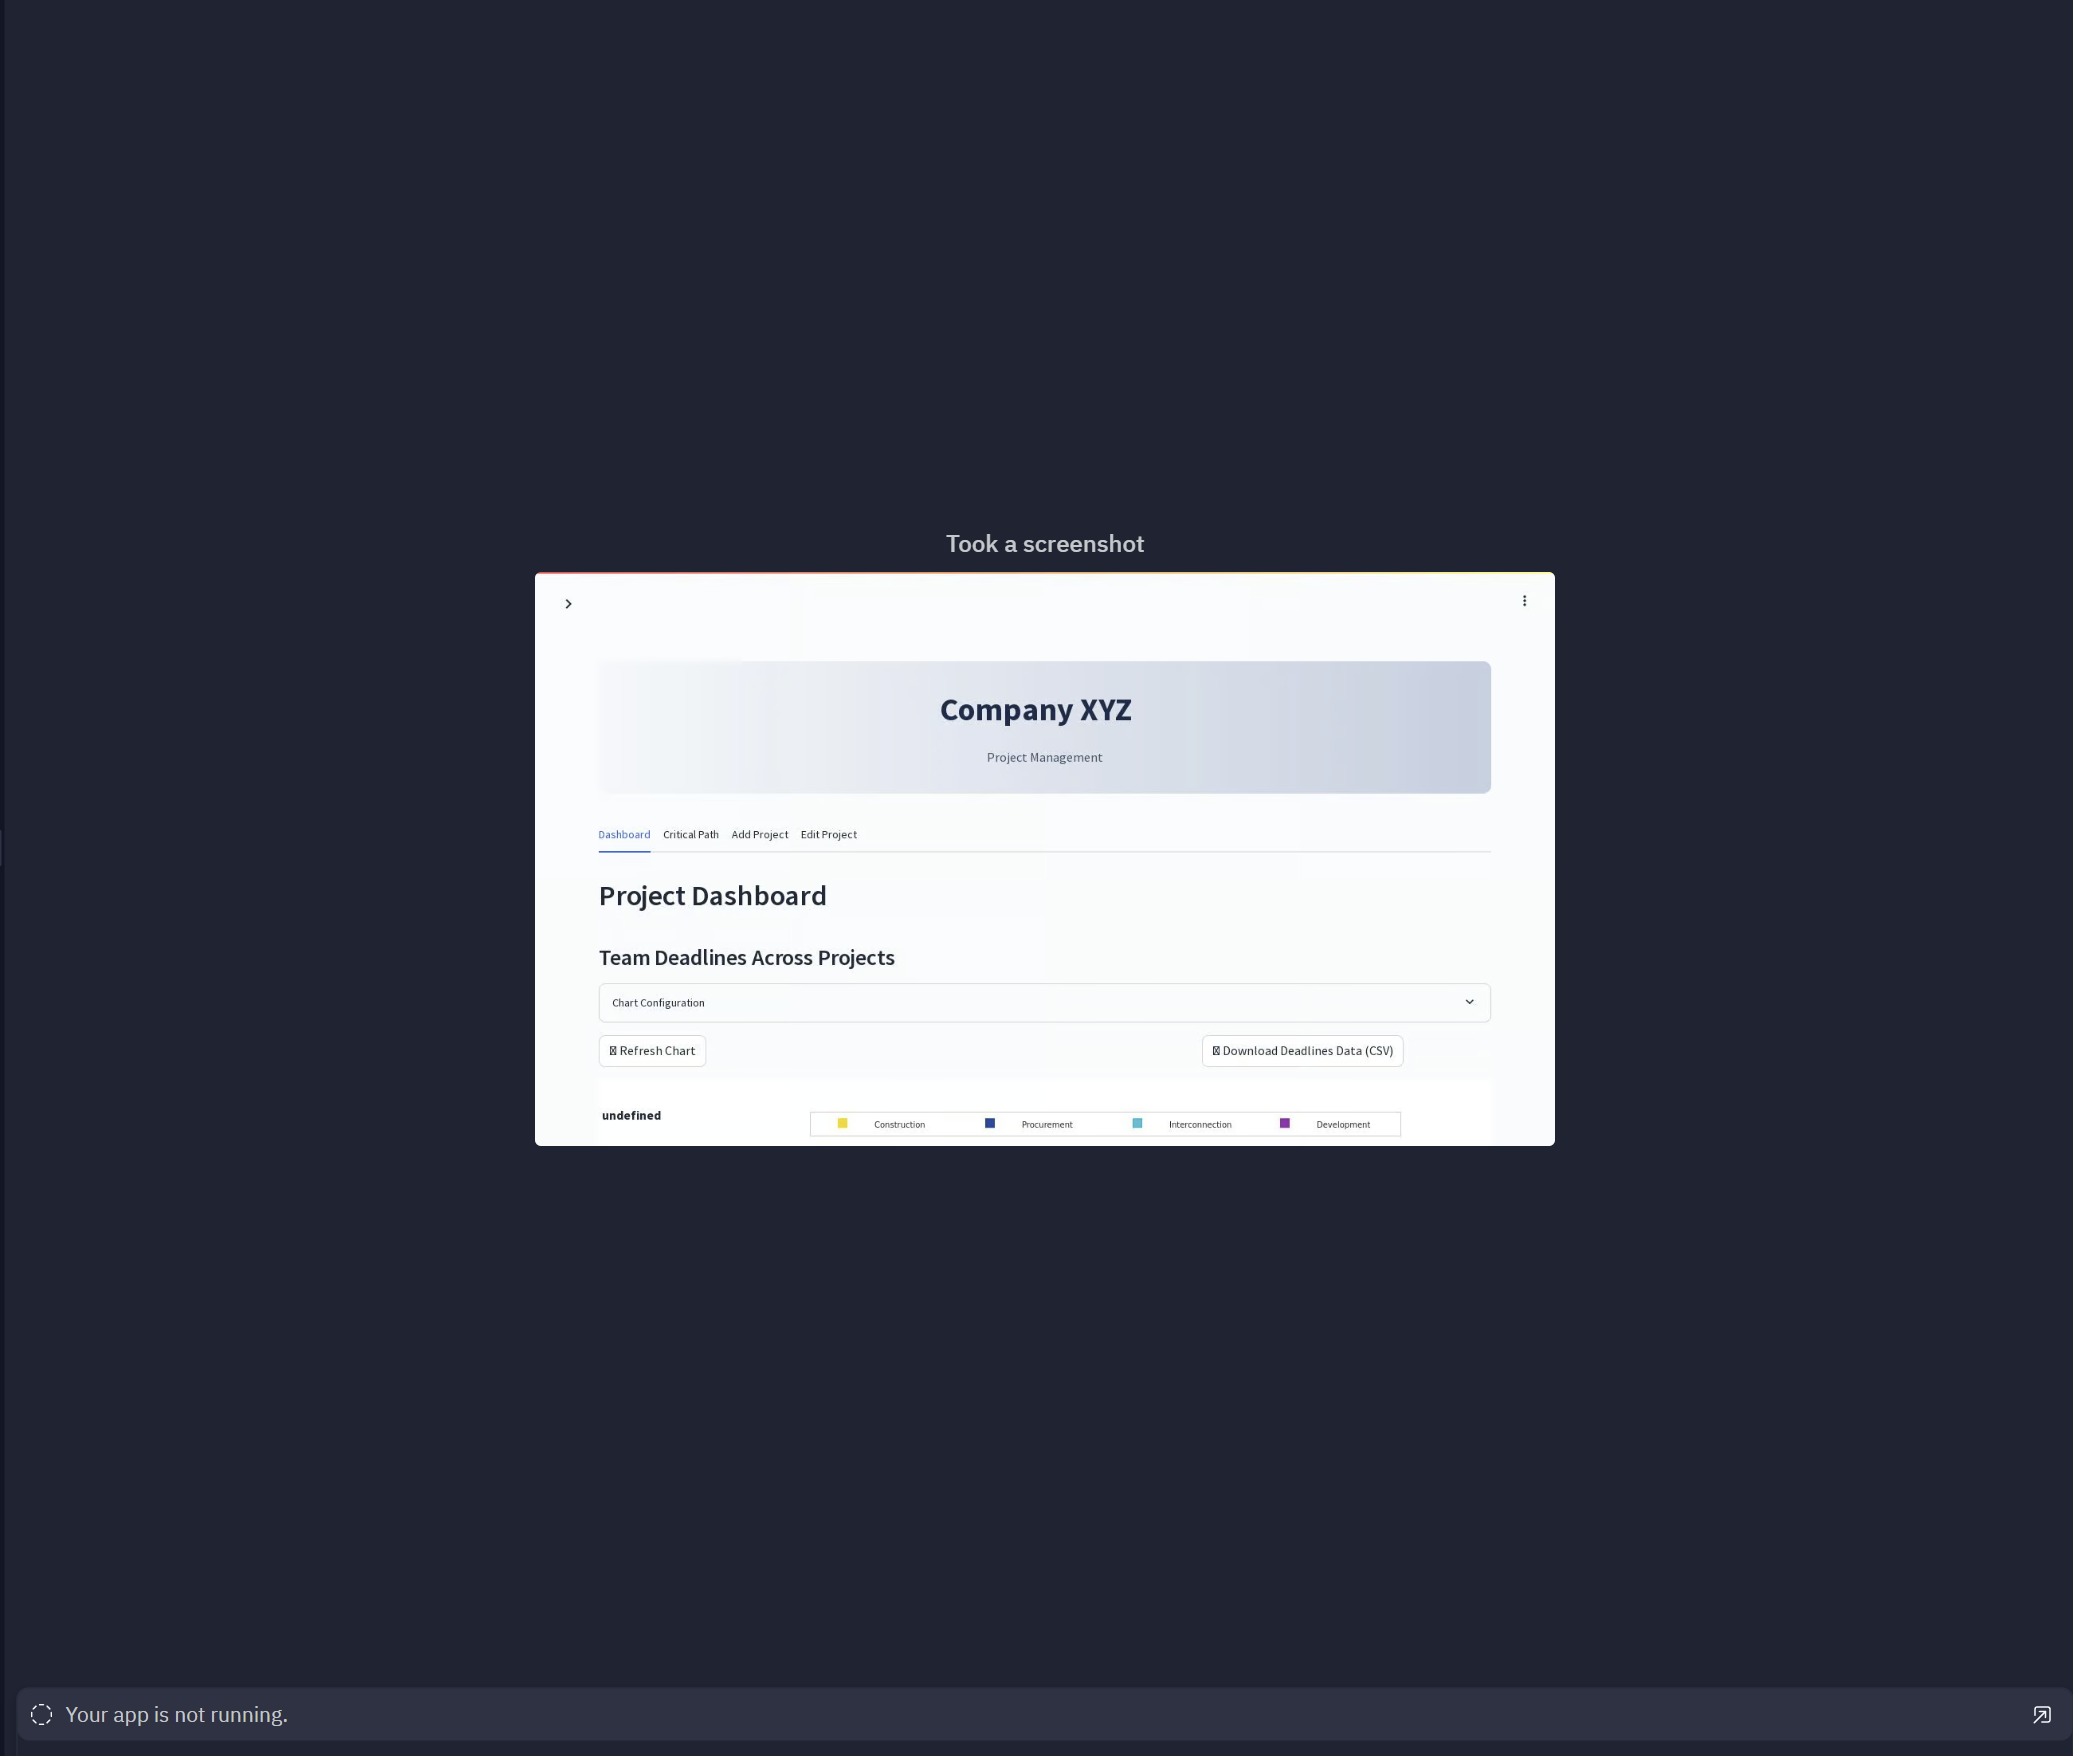 Took a screenshot
Company XYZ
Project Management
Dashboard Critical Path Add Project Edit Project
Project Dashboard
Team Deadlines Across Projects
Chart Configuration
Refresh Chart
Download Deadlines Data (CSV)
undefined
Construction Procurement Interconnection Development
Your app is not running.